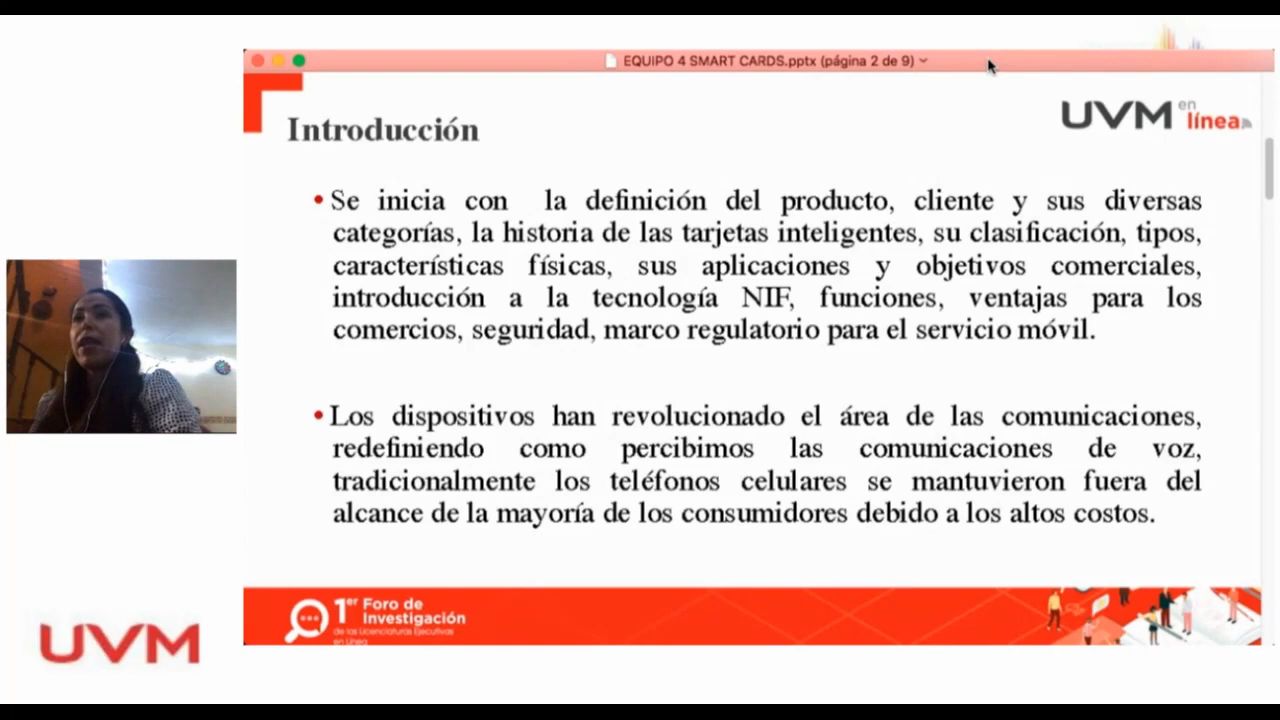 EQUIPO 4 SMART CARDS.pptx (página 2 de 9)
UVM en línea
Introducción
• Se inicia con la definición del producto, cliente y sus diversas
categorías, la historia de las tarjetas inteligentes, su clasificación, tipos,
características físicas, sus aplicaciones y objetivos comerciales,
introducción a la tecnología NIF, funciones, ventajas para los
comercios, seguridad, marco regulatorio para el servicio móvil.
• Los dispositivos han revolucionado el área de las comunicaciones,
redefiniendo como percibimos las comunicaciones de voz,
tradicionalmente los teléfonos celulares se mantuvieron fuera del
alcance de la mayoría de los consumidores debido a los altos costos.
1er Foro de
Investigación
de las Licenciaturas Ejecutivas
en Línea
UVM